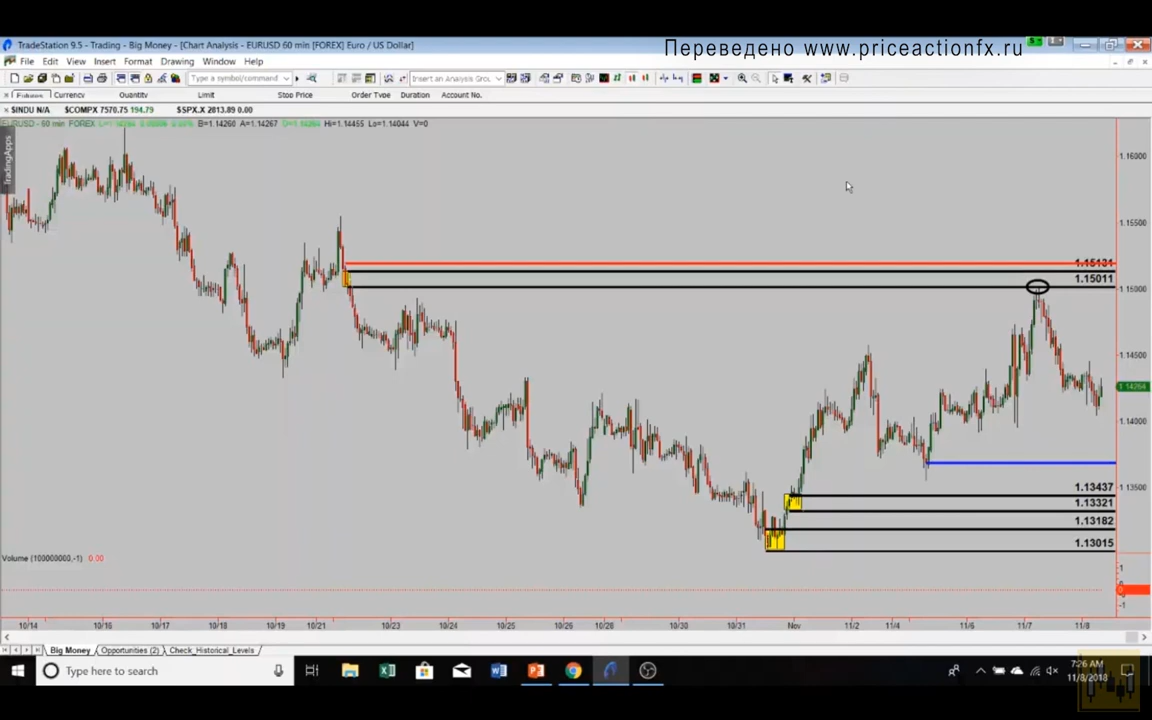 TradeStation 9.5 - Trading - Big Money - [Chart Analysis - EURUSD 60 min [FOREX] Euro / US Dollar]
Переведено www.priceactionfx.ru
File Edit View Insert Format Drawing Window Help
Type a symbol/command
Insert an Analysis Group
Currency Quantity Limit Stop Price Order Type Duration Account No.
$INDU N/A $COMPX 7570.75 194.79 $SPX.X 2813.89 0.00
EURUSD - 60 min FOREX B=1.14260 A=1.14267 Hi=1.14455 Lo=1.14044 V=0
TradingApps
1.16000
1.15500
1.15131
1.15011
1.15000
1.14500
1.14264
1.14000
1.13500
1.13437
1.13321
1.13182
1.13015
Volume (100000000,-1) 0.00
1
-1
10/14 10/16 10/17 10/18 10/19 10/21 10/23 10/24 10/25 10/26 10/28 10/30 10/31 Nov 11/2 11/4 11/6 11/7 11/8
Big Money Opportunities (2) Check_Historical_Levels
Type here to search
7:26 AM
11/8/2018